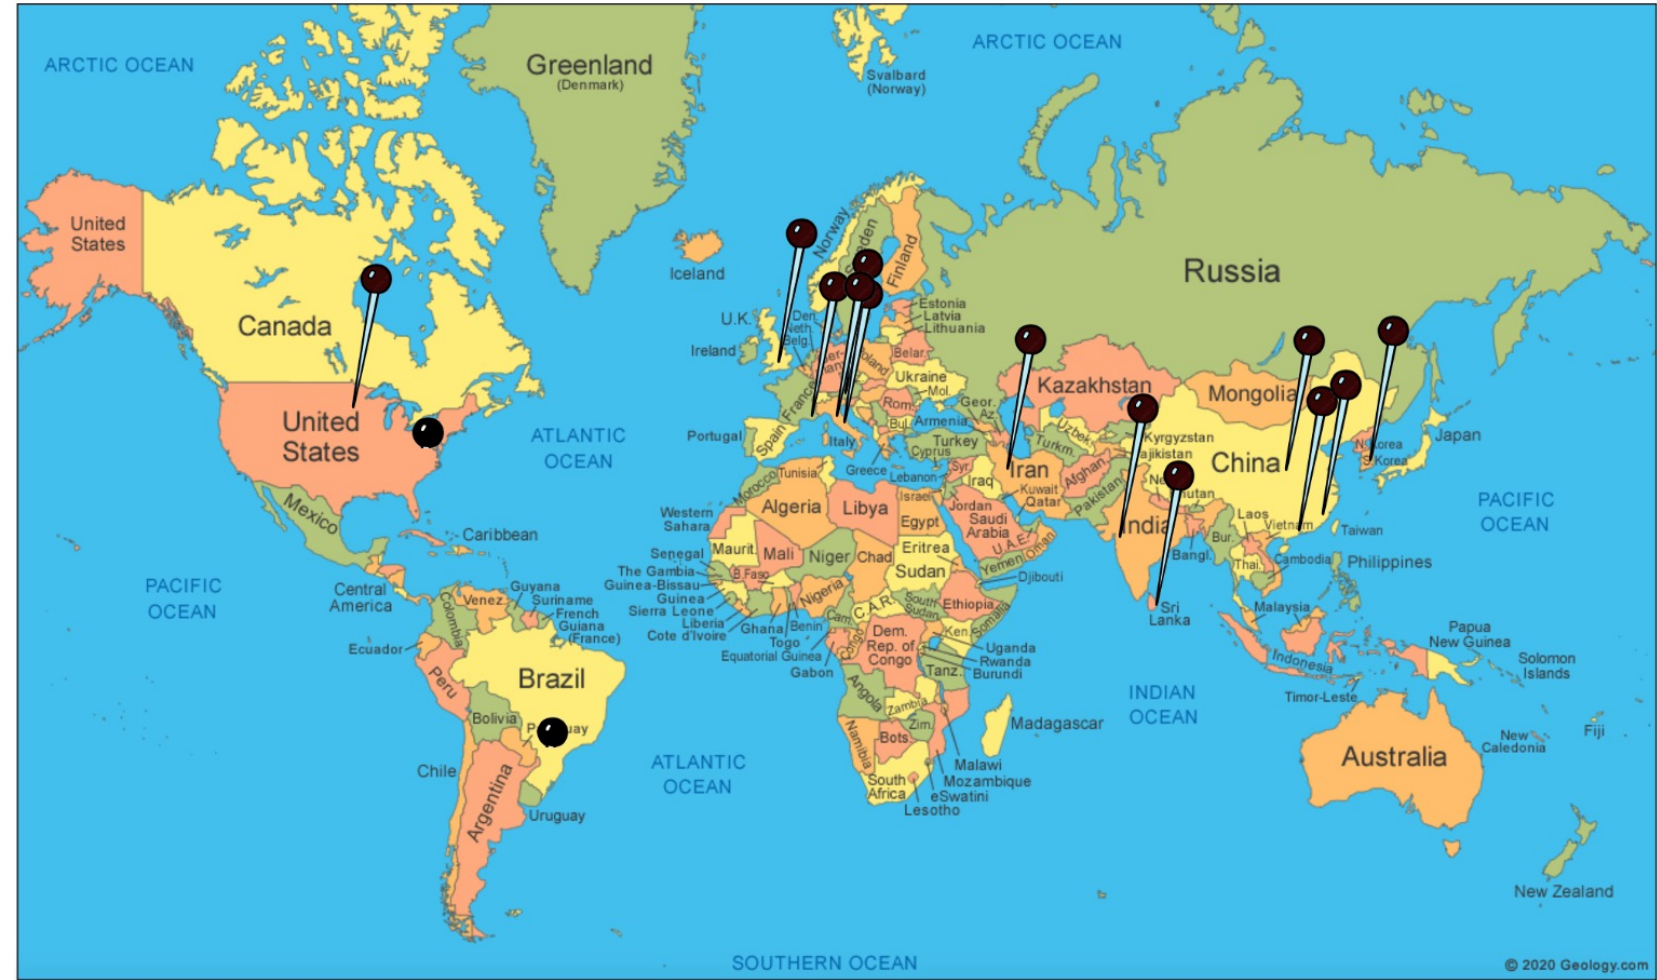 ARCTIC OCEAN
Greenland
(Denmark)
Svalbard
(Norway)
ARCTIC OCEAN
United
States
Canada
Iceland
Norway
Finland
Russia
U.K.
Ireland
Den.
Neth.
Belg.
Estonia
Latvia
Lithuania
Belar.
Ukraine
Mol.
Rom.
Bul.
France
Spain
Portugal
Italy
Greece
Geor.
Az.
Armenia
Turkey
Cyprus
Lebanon
Syr.
Iraq
Israel
Iran
Kuwait
Qatar
Jordan
Saudi
Arabia
U.A.E.
Oman
Yemen
Kazakhstan
Uzbek.
Turkm.
Kyrgyzstan
Afghan.
Pakistan
Mongolia
China
Japan
S. Korea
India
Bangl.
Bur.
Laos
Vietnam
Thai.
Cambodia
Taiwan
Philippines
Malaysia
Sri
Lanka
Indonesia
Timor-Leste
Papua
New Guinea
Solomon
Islands
Fiji
New
Caledonia
Australia
New Zealand
United
States
Mexico
Caribbean
Central
America
ATLANTIC
OCEAN
PACIFIC
OCEAN
PACIFIC
OCEAN
Guyana
Suriname
French
Guiana
(France)
Venez.
Colombia
Ecuador
Peru
Brazil
Bolivia
Chile
Argentina
Uruguay
Morocco
Tunisia
Algeria
Libya
Egypt
Western
Sahara
Maurit.
Mali
Niger
Chad
Eritrea
Sudan
Djibouti
Senegal
The Gambia
Guinea-Bissau
Guinea
Sierra Leone
Liberia
Cote d'Ivoire
B.Faso
Ghana
Togo
Benin
Nigeria
Equatorial Guinea
Gabon
Cam.
C.A.R.
South
Sudan
Ethiopia
Somalia
Congo
Dem.
Rep. of
Congo
Ken.
Uganda
Rwanda
Burundi
Tanz.
Angola
Zambia
Zim.
Namibia
Bots.
South
Africa
Malawi
Mozambique
eSwatini
Lesotho
Madagascar
INDIAN
OCEAN
ATLANTIC
OCEAN
SOUTHERN OCEAN
© 2020 Geology.com